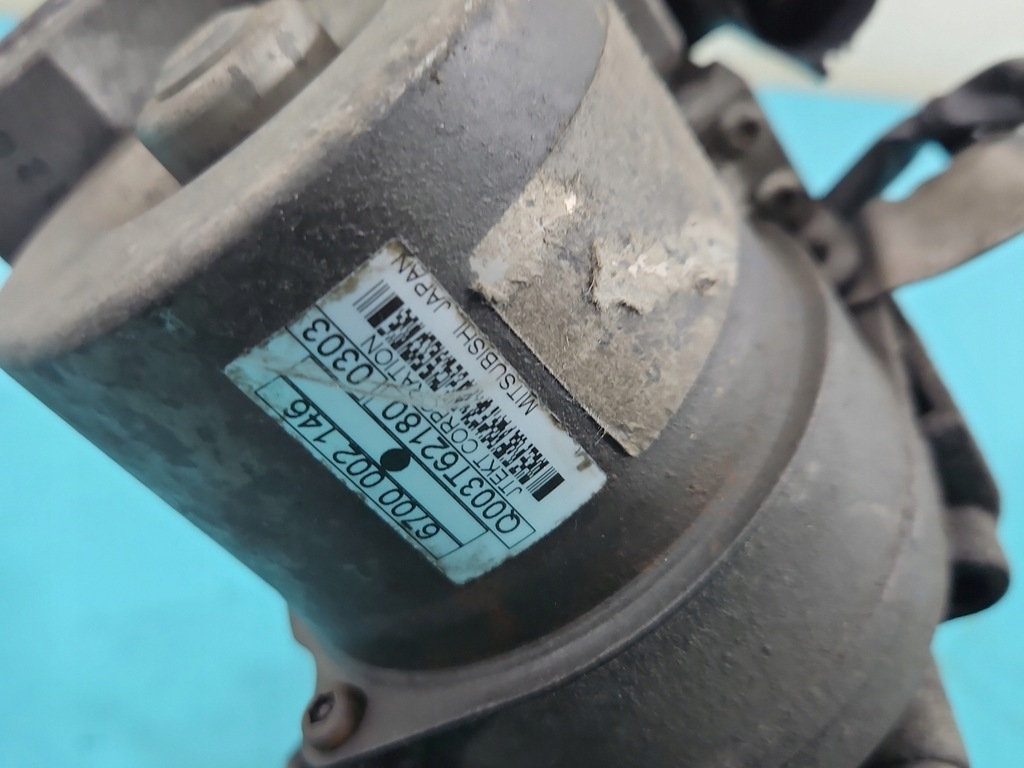 MITSUBISHI, JAPAN
JTEKT CORPORATION
Q003T62180 0303
6700 002 146